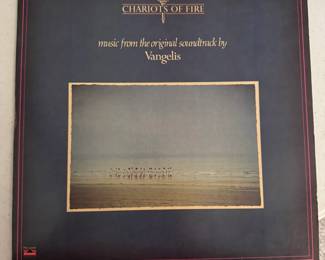 CHARIOTS OF FIRE
music from the original soundtrack by
Vangelis